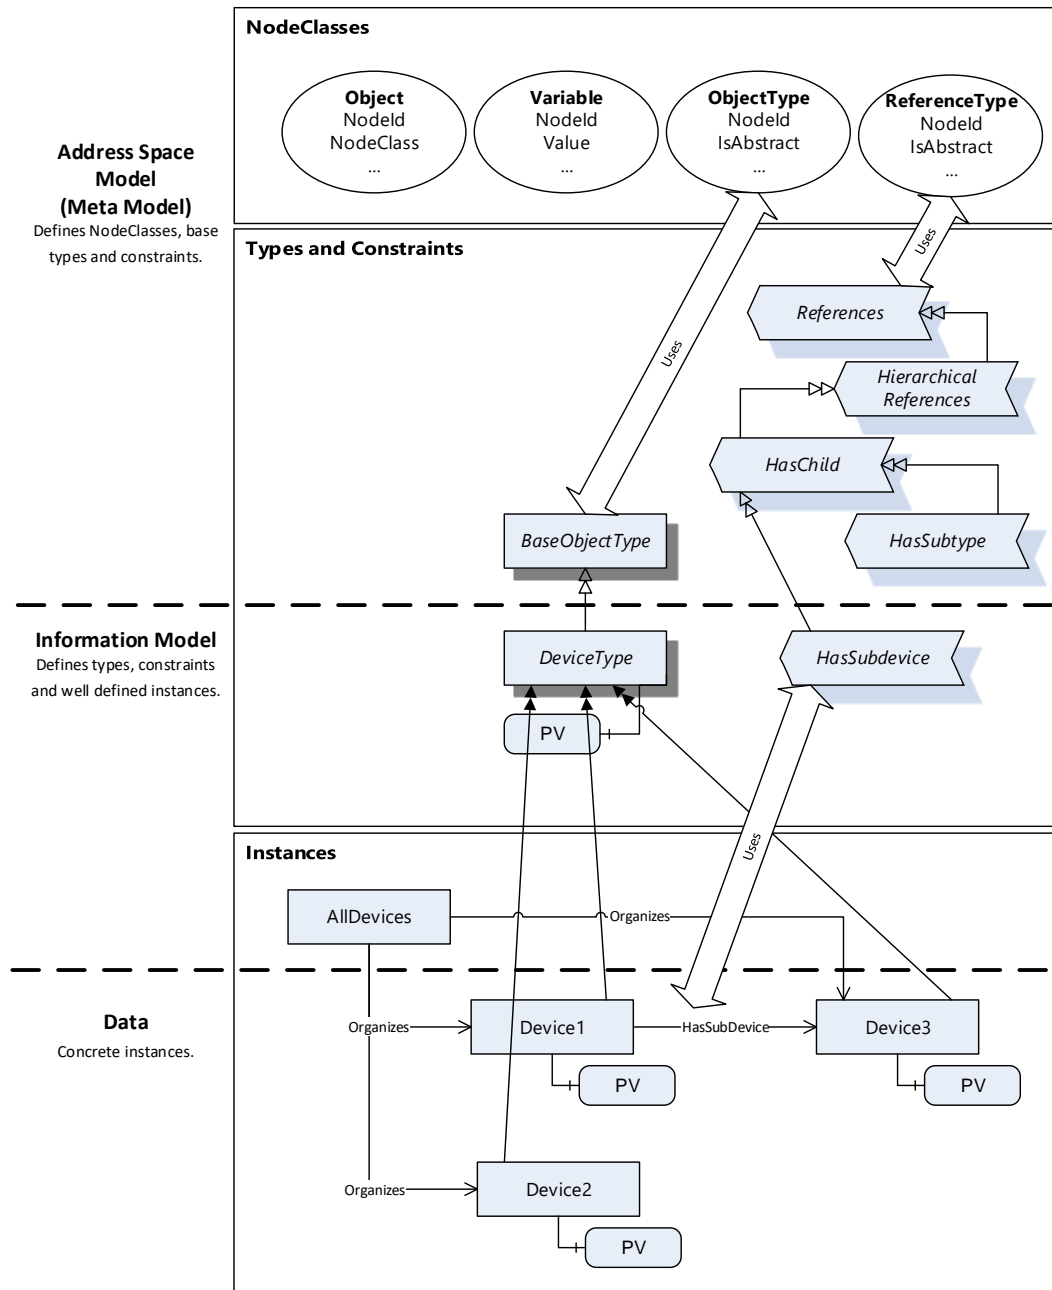 NodeClasses
Object
NodeId
NodeClass
...
Variable
NodeId
Value
...
ObjectType
NodeId
IsAbstract
...
ReferenceType
NodeId
IsAbstract
...
Address Space
Model
(Meta Model)
Defines NodeClasses, base
types and constraints.
Types and Constraints
Uses
Uses
References
Hierarchical
References
HasChild
HasSubtype
BaseObjectType
Information Model
Defines types, constraints
and well defined instances.
DeviceType
HasSubdevice
PV
Uses
Instances
AllDevices
Organizes
Data
Concrete instances.
Organizes
Device1
HasSubDevice
Device3
PV
PV
Organizes
Device2
PV